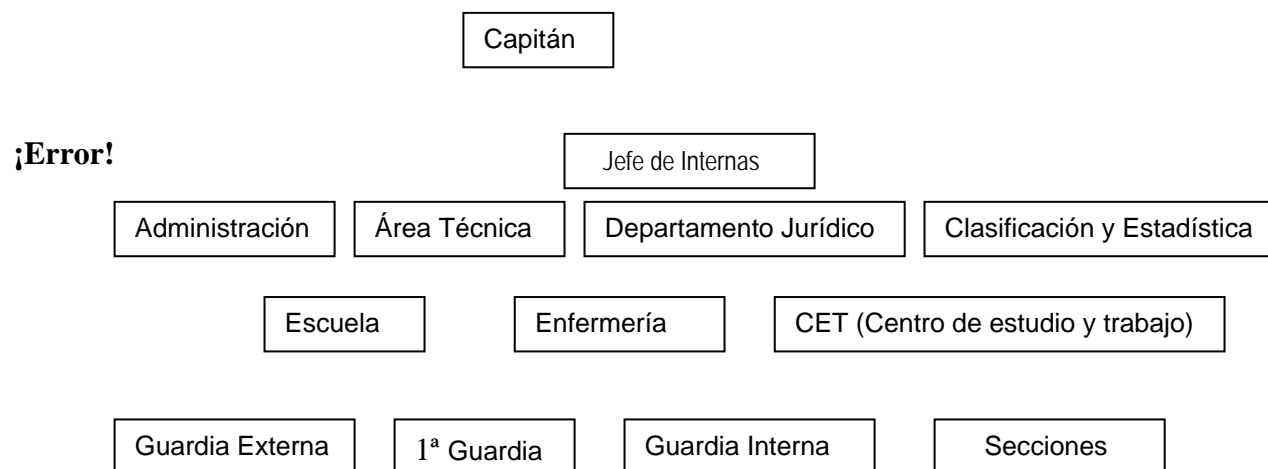 Capitán
¡Error!
Jefe de Internas
Administración
Área Técnica
Departamento Jurídico
Clasificación y Estadística
Escuela
Enfermería
CET (Centro de estudio y trabajo)
Guardia Externa
1ª Guardia
Guardia Interna
Secciones